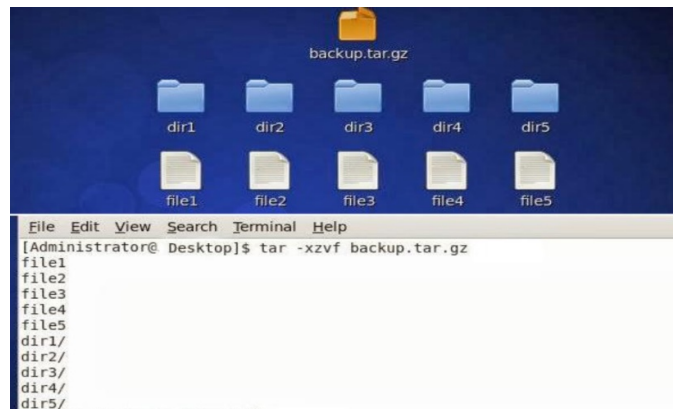 backup.tar.gz
dir1 dir2 dir3 dir4 dir5
file1 file2 file3 file4 file5
File Edit View Search Terminal Help
[Administrator@ Desktop]$ tar -xzvf backup.tar.gz
file1
file2
file3
file4
file5
dir1/
dir2/
dir3/
dir4/
dir5/